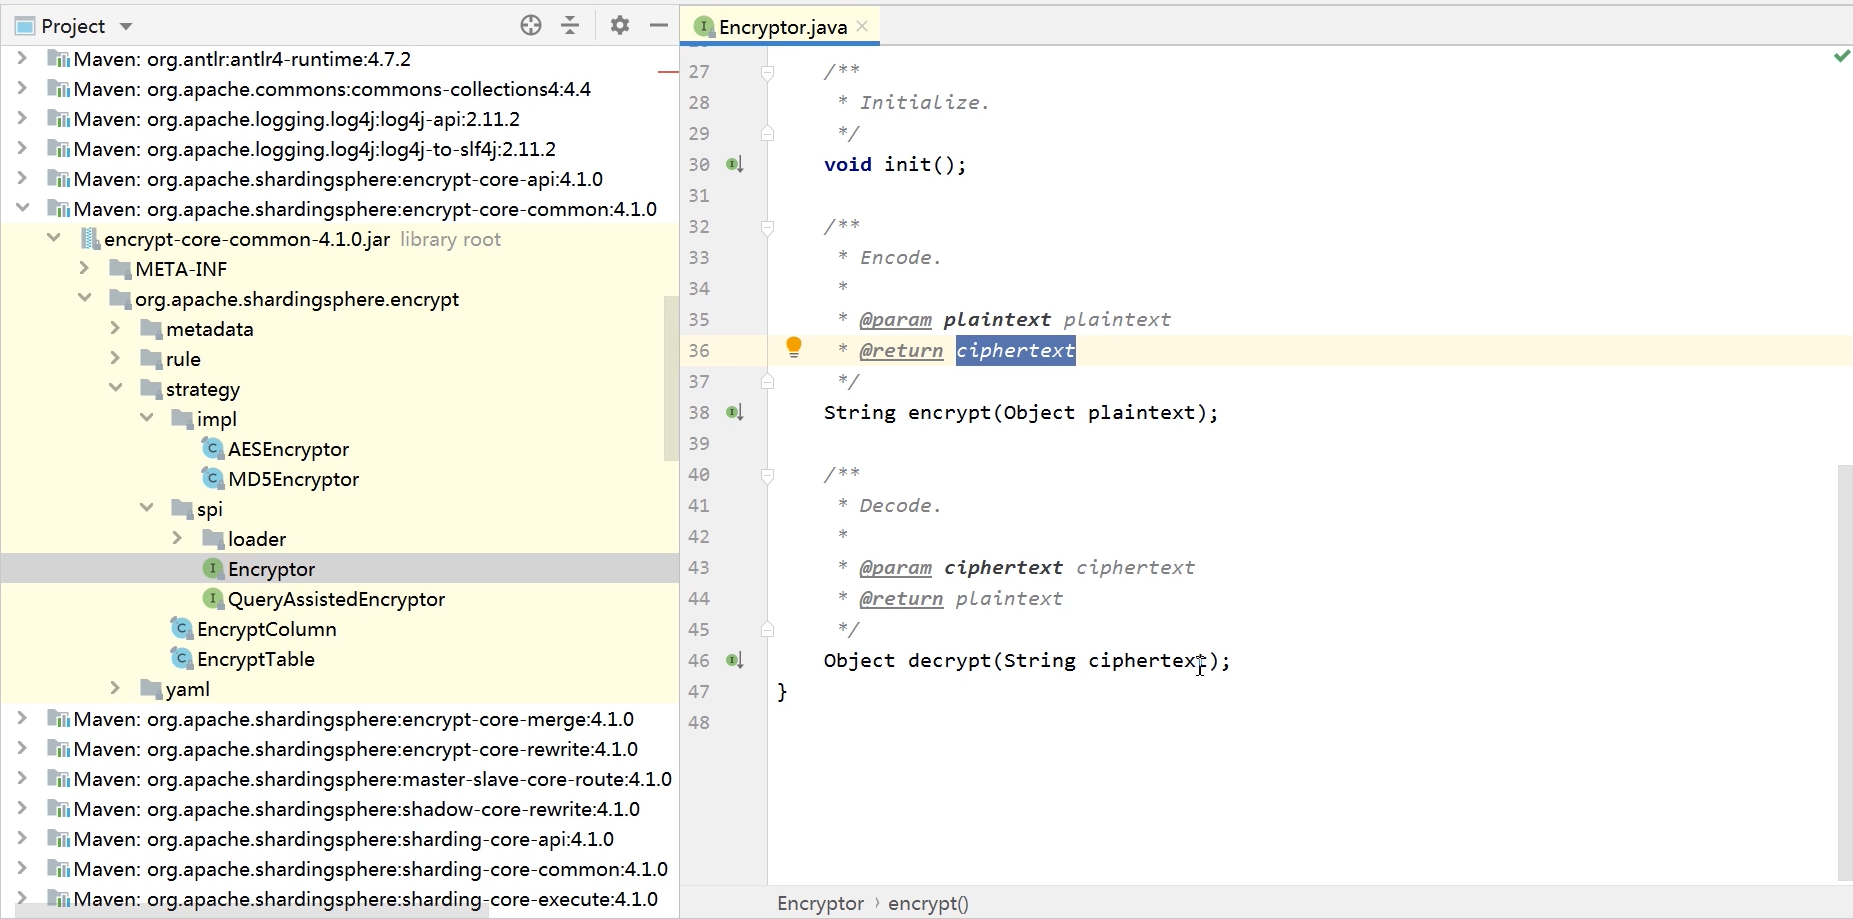 Project
Maven: org.antlr:antlr4-runtime:4.7.2
Maven: org.apache.commons:commons-collections4:4.4
Maven: org.apache.logging.log4j:log4j-api:2.11.2
Maven: org.apache.logging.log4j:log4j-to-slf4j:2.11.2
Maven: org.apache.shardingsphere:encrypt-core-api:4.1.0
Maven: org.apache.shardingsphere:encrypt-core-common:4.1.0
encrypt-core-common-4.1.0.jar library root
META-INF
org.apache.shardingsphere.encrypt
metadata
rule
strategy
impl
AESEncryptor
MD5Encryptor
spi
loader
Encryptor
QueryAssistedEncryptor
EncryptColumn
EncryptTable
yaml
Maven: org.apache.shardingsphere:encrypt-core-merge:4.1.0
Maven: org.apache.shardingsphere:encrypt-core-rewrite:4.1.0
Maven: org.apache.shardingsphere:master-slave-core-route:4.1.0
Maven: org.apache.shardingsphere:shadow-core-rewrite:4.1.0
Maven: org.apache.shardingsphere:sharding-core-api:4.1.0
Maven: org.apache.shardingsphere:sharding-core-common:4.1.0
Maven: org.apache.shardingsphere:sharding-core-execute:4.1.0
Encryptor.java
27 /**
28 * Initialize.
29 */
30 void init();
31
32 /**
33 * Encode.
34 *
35 * @param plaintext plaintext
36 * @return ciphertext
37 */
38 String encrypt(Object plaintext);
39
40 /**
41 * Decode.
42 *
43 * @param ciphertext ciphertext
44 * @return plaintext
45 */
46 Object decrypt(String ciphertext);
47 }
48
Encryptor › encrypt()